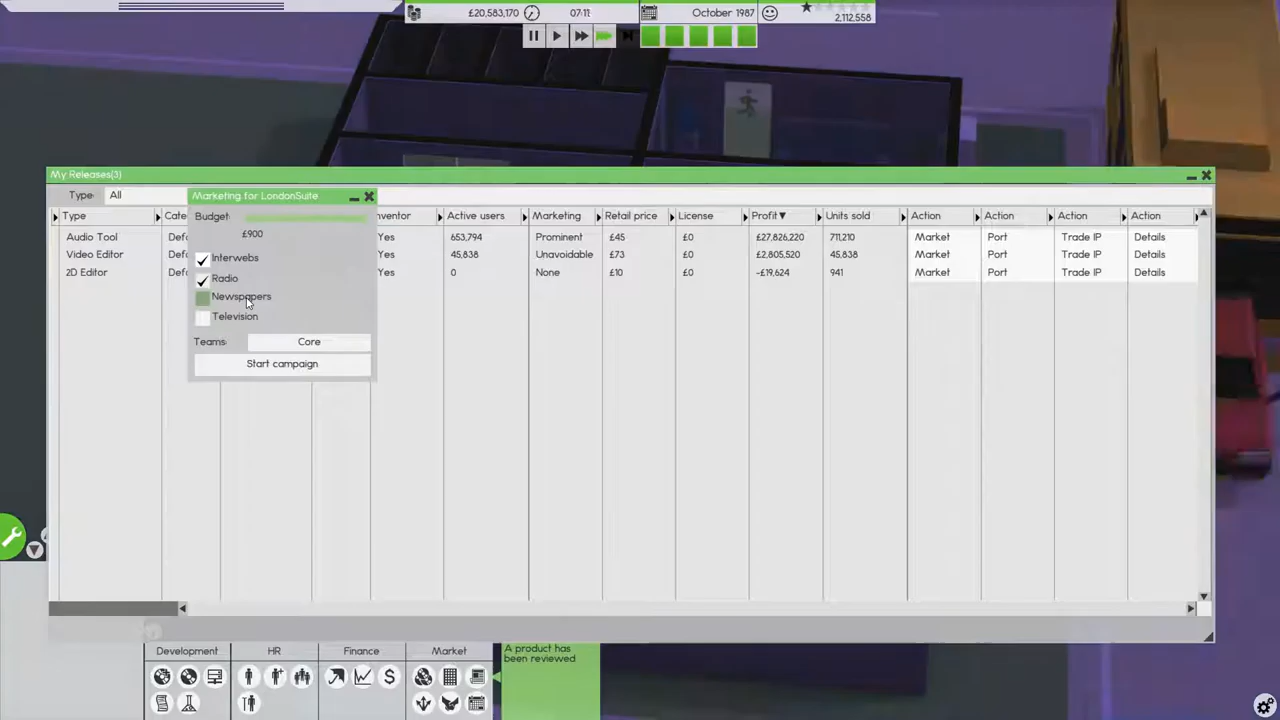 £20,583,170 07:11 October 1987 2,112,558
My Releases(3)
Type: All
Marketing for LondonSuite
Type Cate nventor Active users Marketing Retail price License Profit▼ Units sold Action Action Action Action
Budget:
£900
Audio Tool Defa Yes 653,794 Prominent £45 £0 £27,826,220 711,210 Market Port Trade IP Details
Video Editor Defa Yes 45,838 Unavoidable £73 £0 £2,805,520 45,838 Market Port Trade IP Details
2D Editor Defa Yes 0 None £10 £0 -£19,624 941 Market Port Trade IP Details
Interwebs
Radio
Newspapers
Television
Teams: Core
Start campaign
Development HR Finance Market
A product has
been reviewed